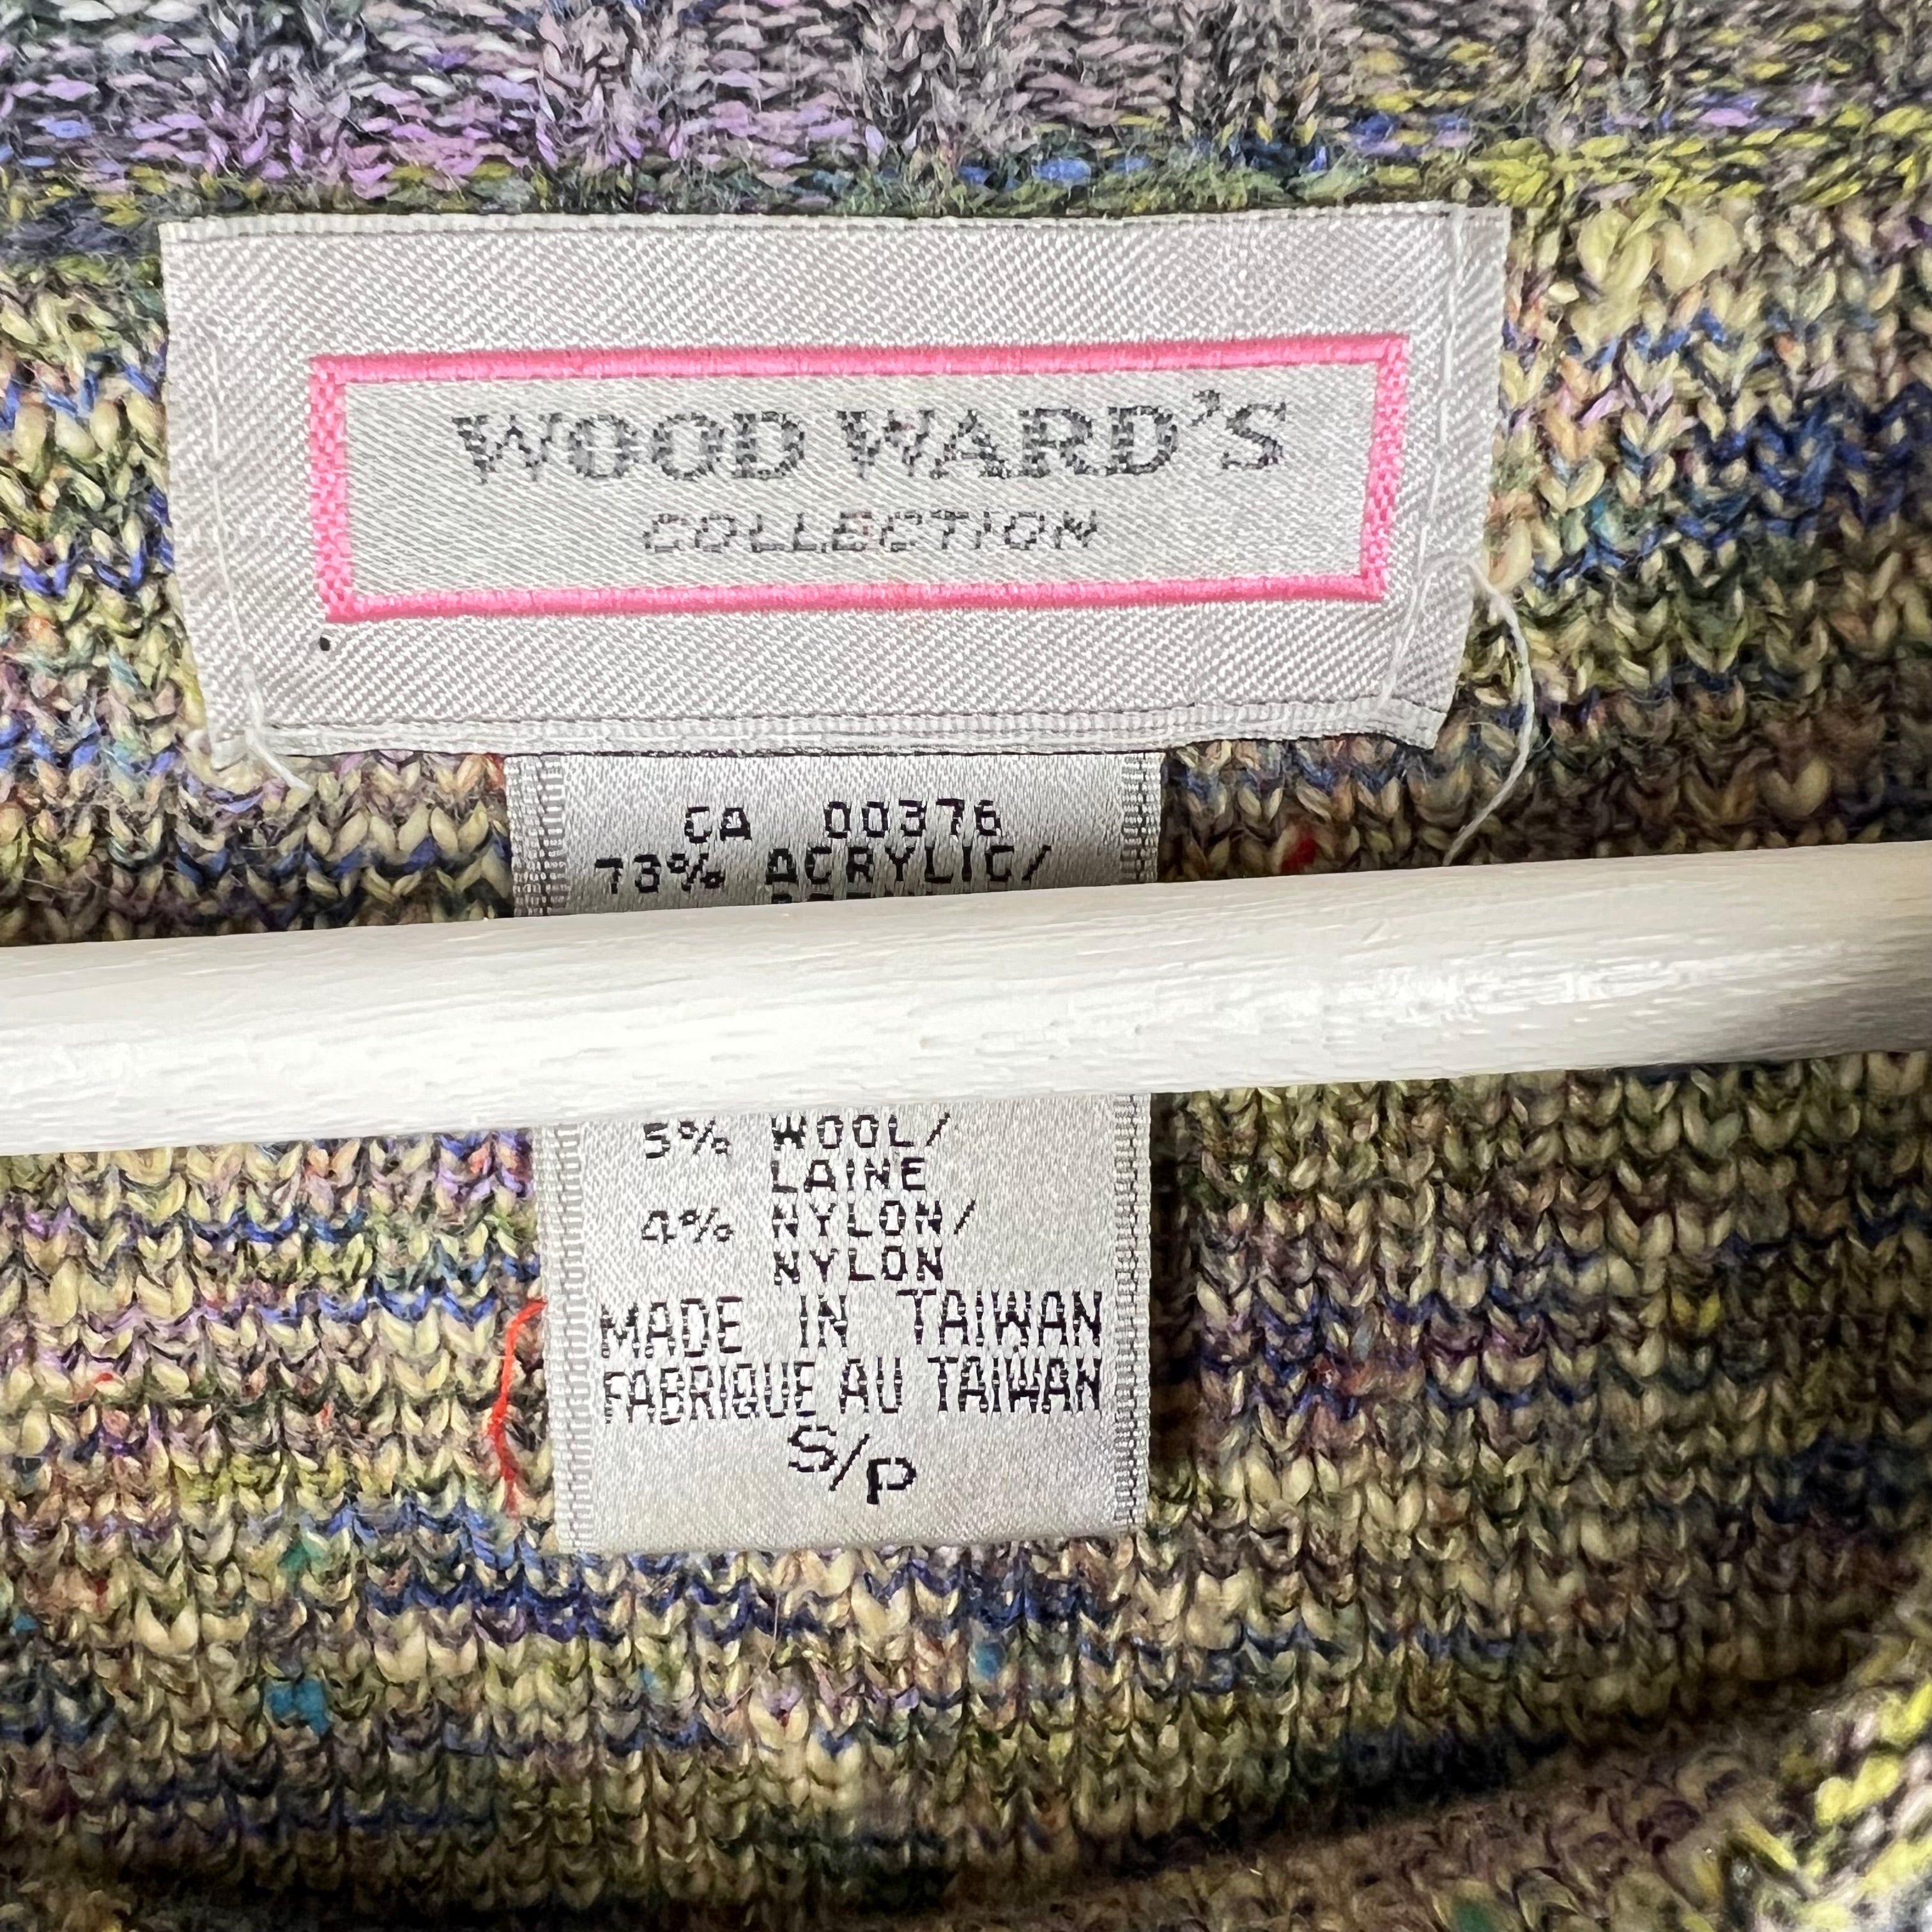 WOOD WARD'S
COLLECTION
CA 00376
73% ACRYLIC/
5% WOOL/
LAINE
4% NYLON/
NYLON
MADE IN TAIWAN
FABRIQUE AU TAIWAN
S/P